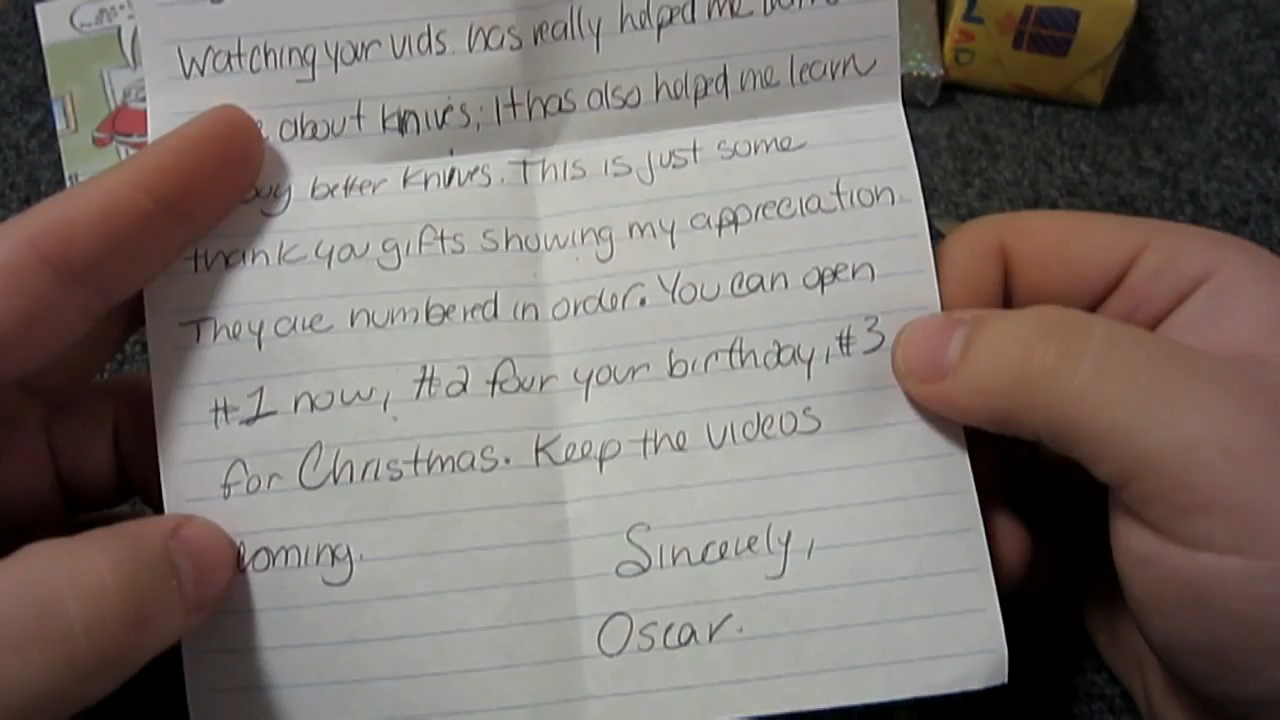 Watching your vids. has really helped me
about knives; It has also helped me learn
buy better knives. This is just some
thank you gifts showing my appreciation.
They are numbered in order. You can open
#1 now, #2 four your birthday, #3
for Christmas. Keep the videos
coming.
Sincerely,
Oscar.